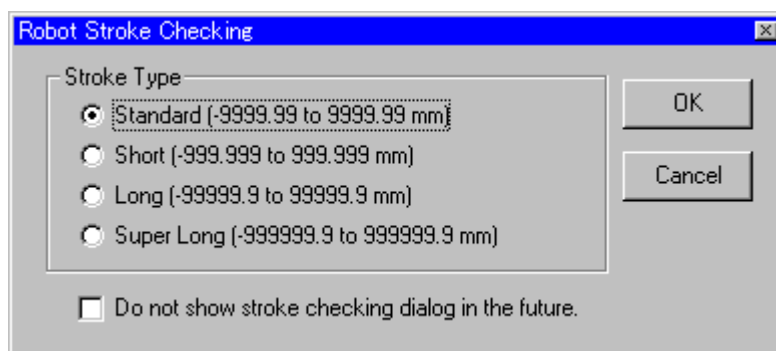 Robot Stroke Checking
Stroke Type
Standard (-9999.99 to 9999.99 mm)
Short (-999.999 to 999.999 mm)
Long (-99999.9 to 99999.9 mm)
Super Long (-999999.9 to 999999.9 mm)
OK
Cancel
Do not show stroke checking dialog in the future.